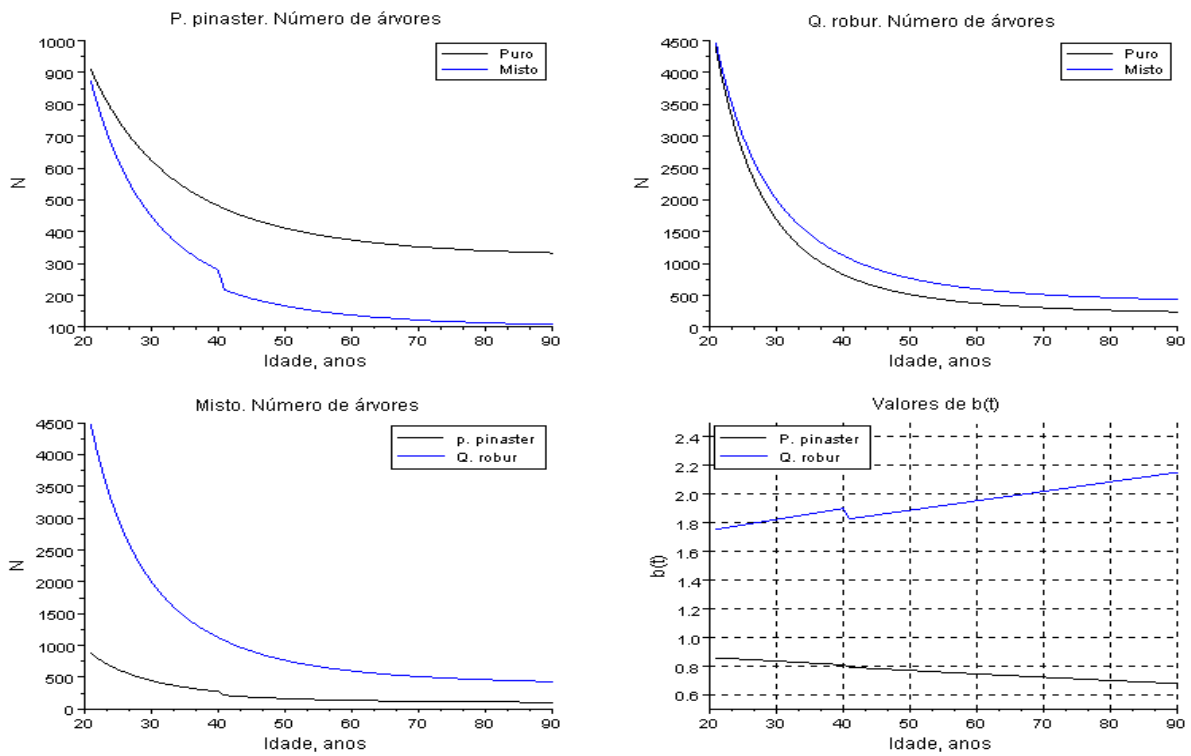 P. pinaster. Número de árvores
1000
900
800
700
600
500
400
300
200
100
N
Puro
Misto
20 30 40 50 60 70 80 90
Idade, anos
Q. robur. Número de árvores
4500
4000
3500
3000
2500
2000
1500
1000
500
0
N
Puro
Misto
20 30 40 50 60 70 80 90
Idade, anos
Misto. Número de árvores
4500
4000
3500
3000
2500
2000
1500
1000
500
0
N
p. pinaster
Q. robur
20 30 40 50 60 70 80 90
Idade, anos
Valores de b(t)
2.4
2.2
2.0
1.8
1.6
1.4
1.2
1.0
0.8
0.6
b(t)
P. pinaster
Q. robur
20 30 40 50 60 70 80 90
Idade, anos